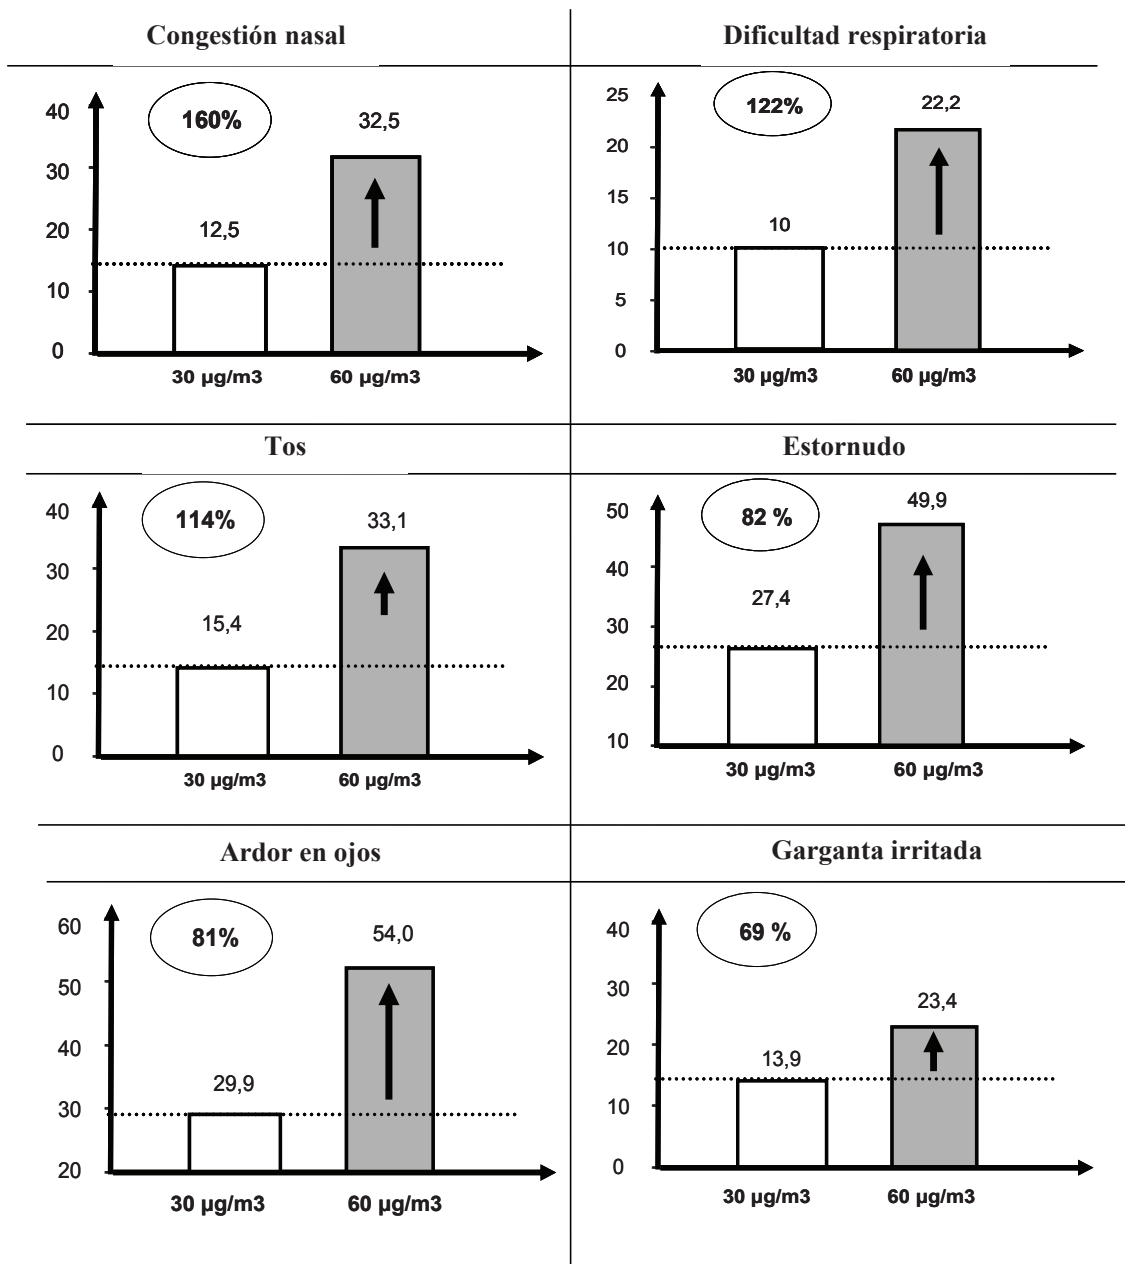 Congestión nasal
40
30
20
10
0
160%
12,5
32,5
30 µg/m3
60 µg/m3
Dificultad respiratoria
25
20
15
10
5
0
122%
10
22,2
30 µg/m3
60 µg/m3
Tos
40
30
20
10
0
114%
15,4
33,1
30 µg/m3
60 µg/m3
Estornudo
50
40
30
20
10
82 %
27,4
49,9
30 µg/m3
60 µg/m3
Ardor en ojos
60
50
40
30
20
81%
29,9
54,0
30 µg/m3
60 µg/m3
Garganta irritada
40
30
20
10
0
69 %
13,9
23,4
30 µg/m3
60 µg/m3